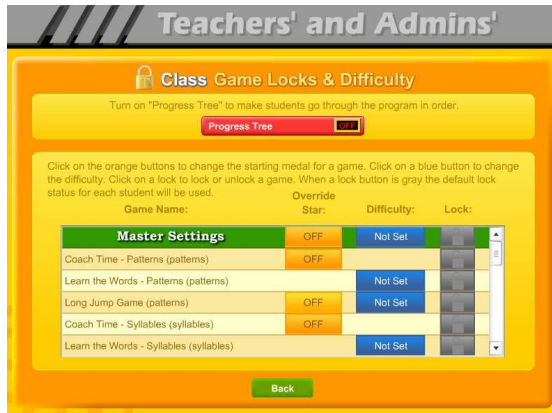 Teachers' and Admins'
Class Game Locks & Difficulty
Turn on "Progress Tree" to make students go through the program in order.
Progress Tree OFF
Click on the orange buttons to change the starting medal for a game. Click on a blue button to change
the difficulty. Click on a lock to lock or unlock a game. When a lock button is gray the default lock
status for each student will be used.
Override
Game Name: Star: Difficulty: Lock:
Master Settings OFF Not Set
Coach Time - Patterns (patterns) OFF
Learn the Words - Patterns (patterns) Not Set
Long Jump Game (patterns) OFF Not Set
Coach Time - Syllables (syllables) OFF
Learn the Words - Syllables (syllables) Not Set
Back